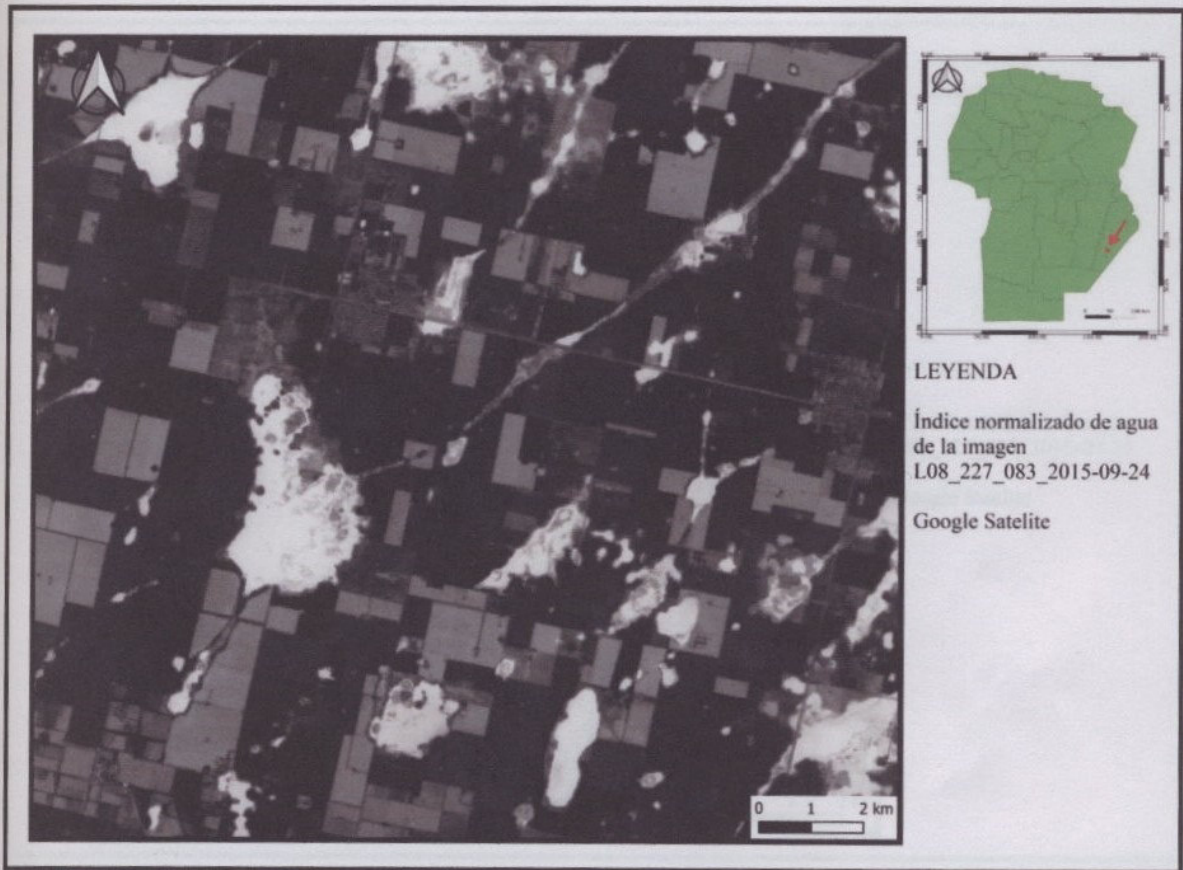 0 1 2 km
LEYENDA
Índice normalizado de agua
de la imagen
L08_227_083_2015-09-24
Google Satelite